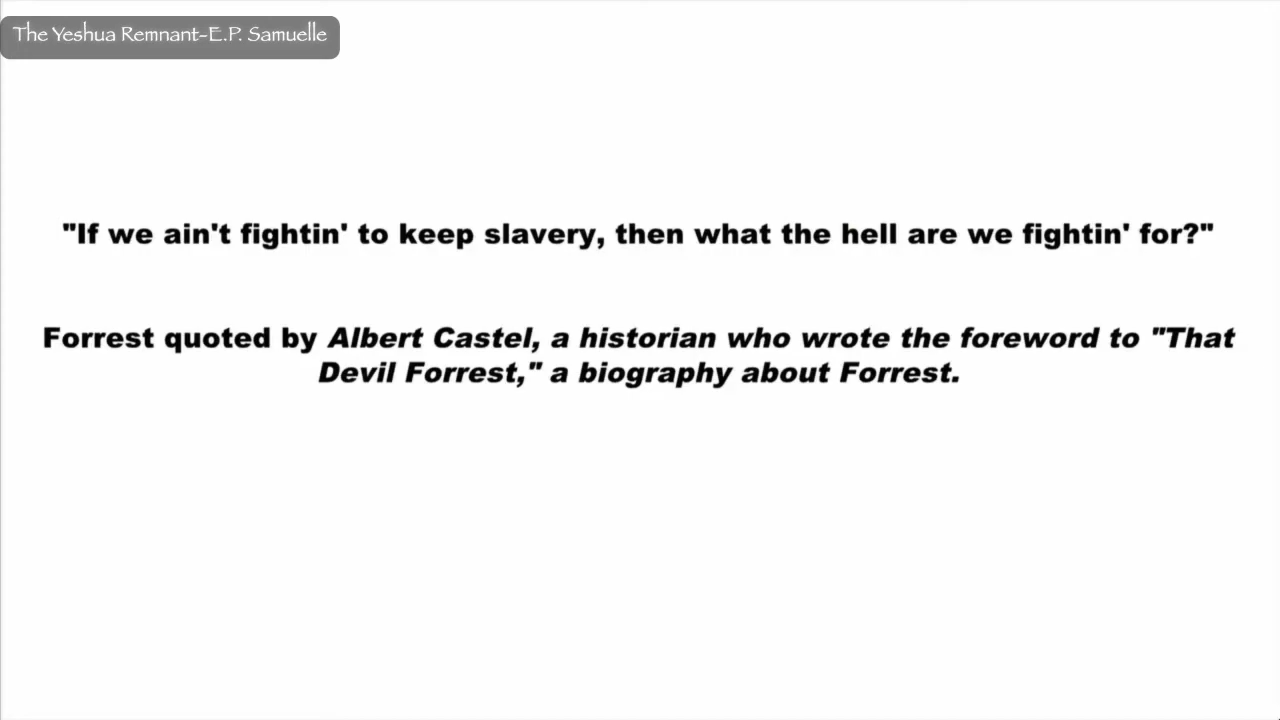 The Yeshua Remnant-E.P. Samuelle
"If we ain't fightin' to keep slavery, then what the hell are we fightin' for?"
Forrest quoted by Albert Castel, a historian who wrote the foreword to "That
Devil Forrest," a biography about Forrest.